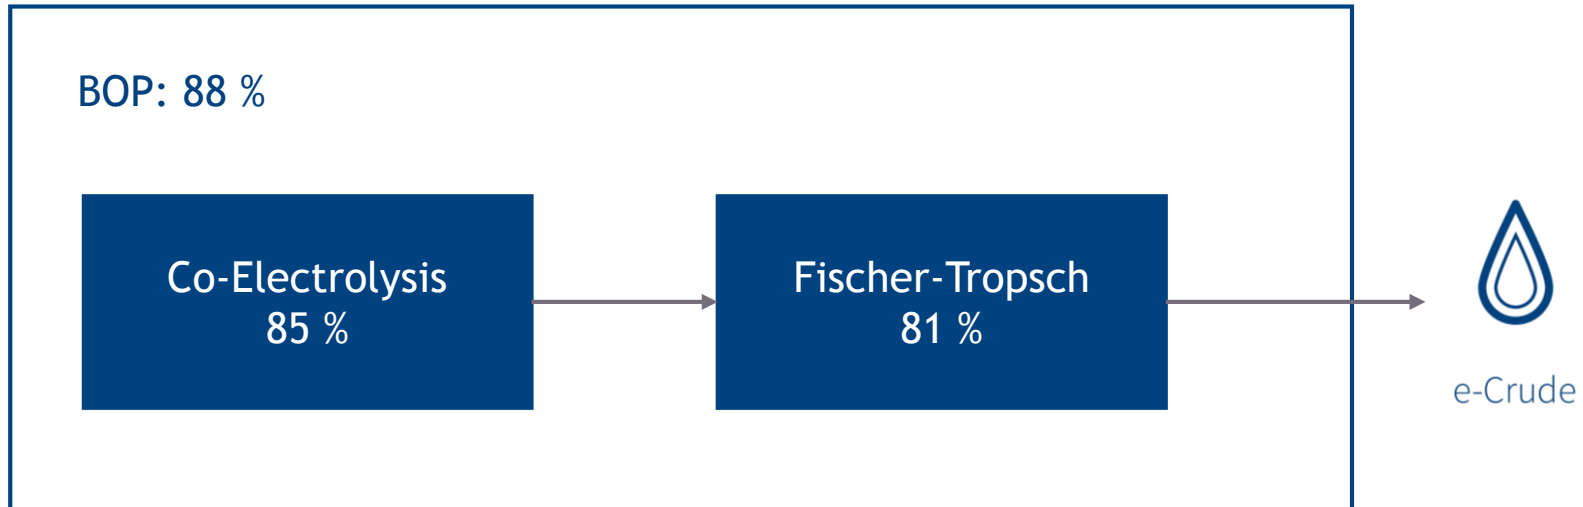 BOP: 88 %
Co-Electrolysis
85 %
Fischer-Tropsch
81 %
e-Crude